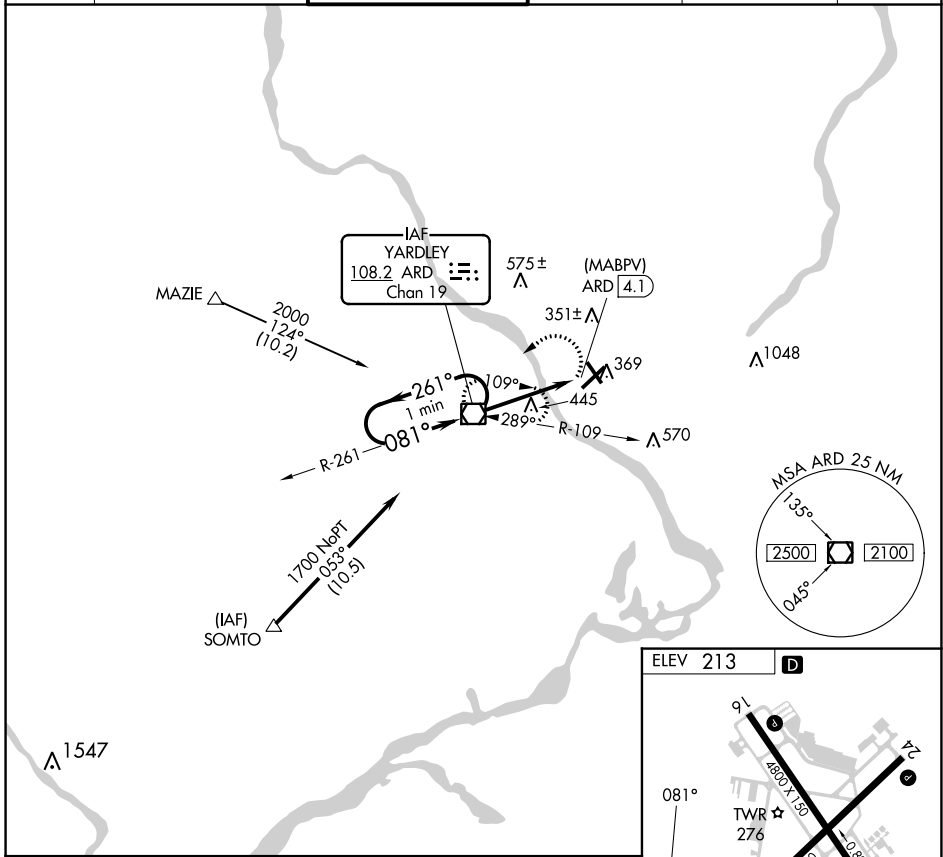 IAF
YARDLEY
108.2 ARD
Chan 19
575 ±
(MABPV)
ARD 4.1
MAZIE
2000
124°
(10.2)
351±
369
1048
261°
1 min
081°
109°
445
289°
R-109
570
R-261
MSA ARD 25 NM
135°
2500
2100
045°
1700 NoPT
053°
(10.5)
(IAF)
SOMTO
ELEV 213 D
1547
16
P
24
P
4800 X 150
081°
TWR
276